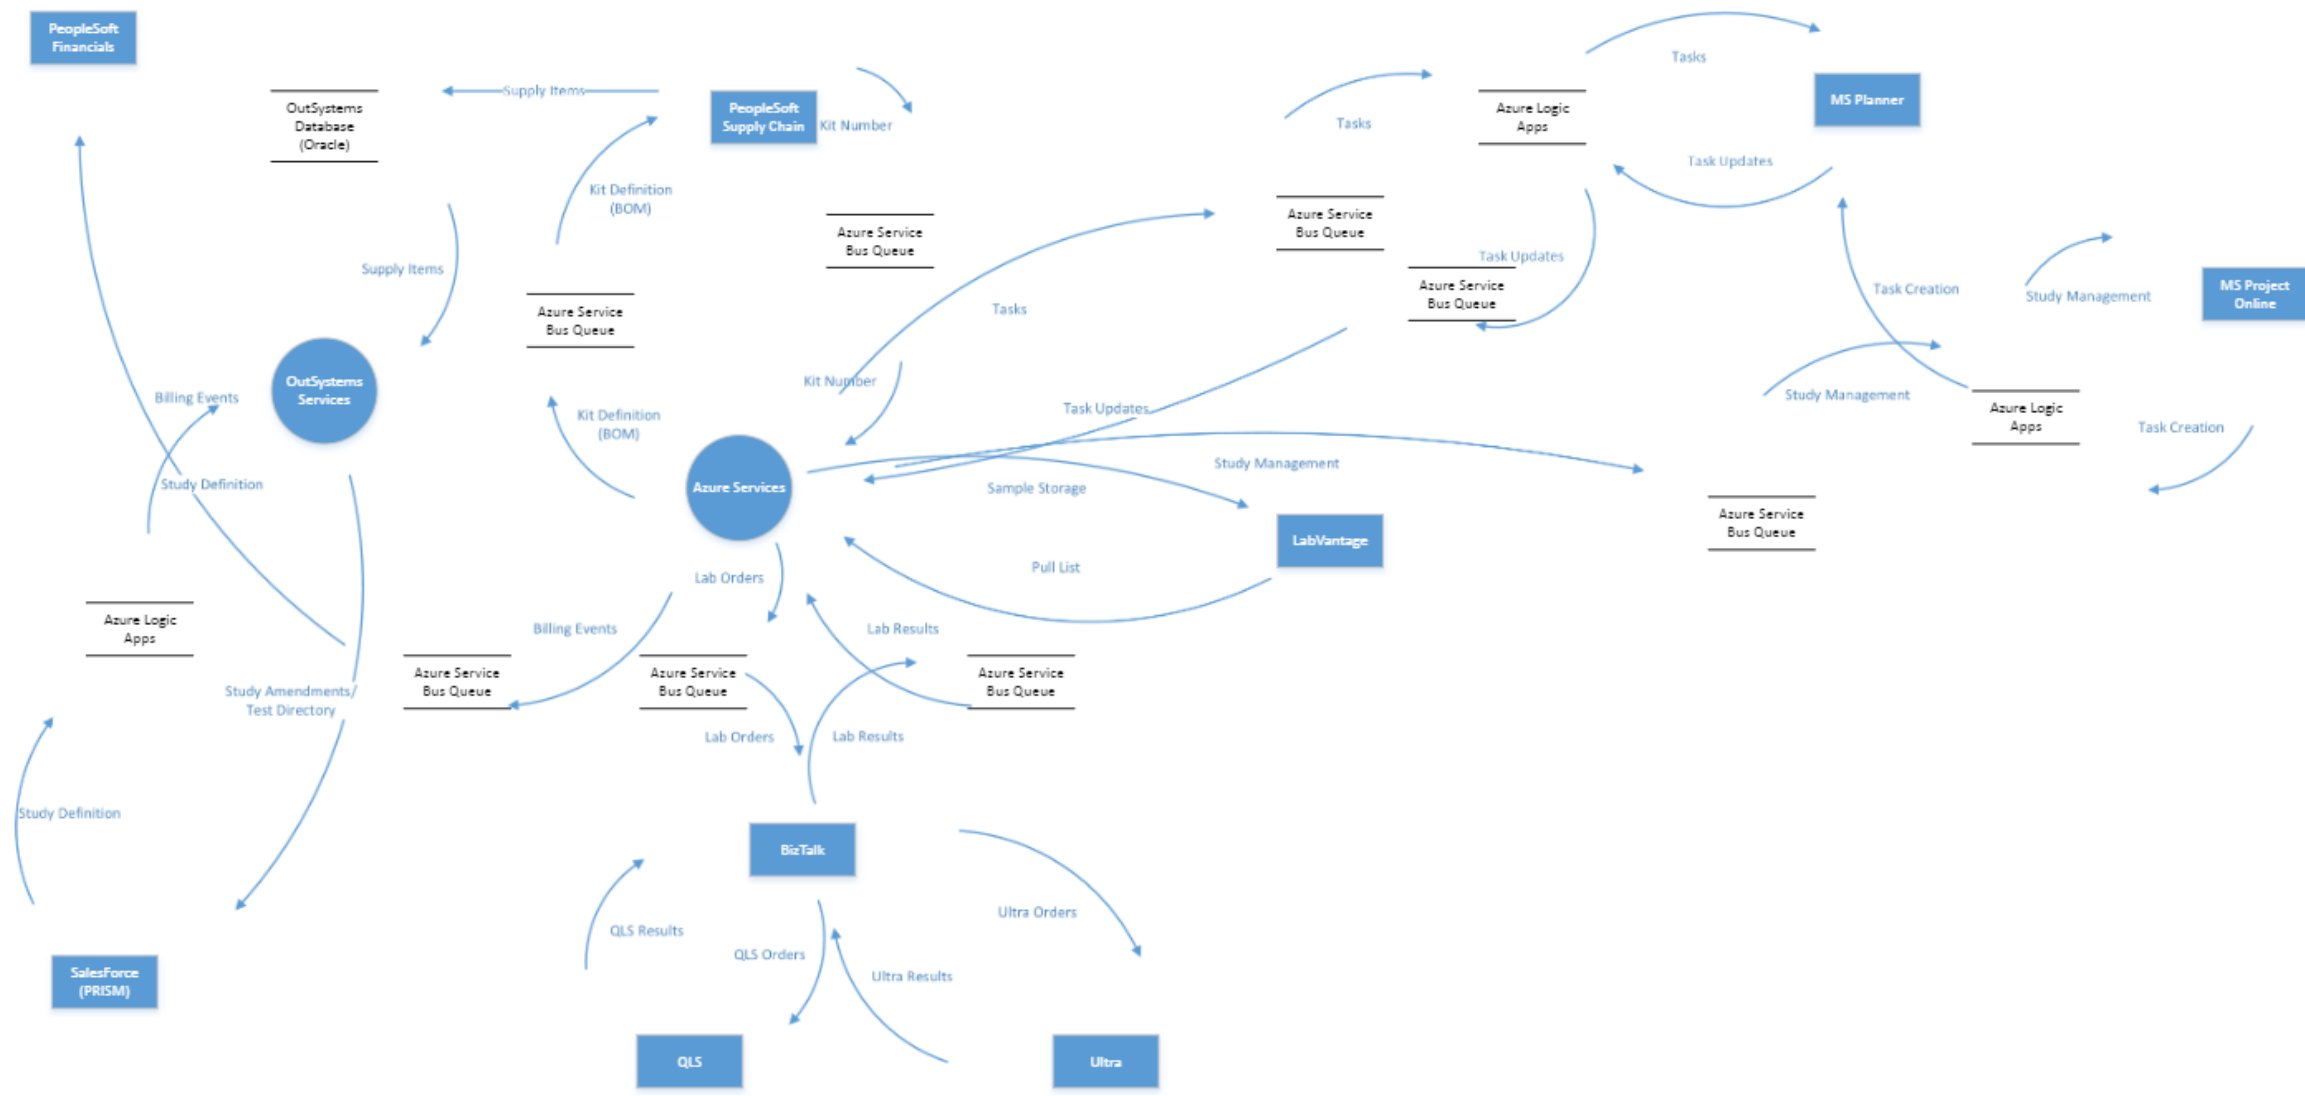 PeopleSoft
Financials
OutSystems
Database
(Oracle)
Supply Items
PeopleSoft
Supply Chain
Kit Number
Kit Definition
(BOM)
Azure Service
Bus Queue
Supply Items
Azure Service
Bus Queue
OutSystems
Services
Billing Events
Kit Definition
(BOM)
Kit Number
Study Definition
Azure Services
Tasks
Tasks
Azure Service
Bus Queue
Azure Logic
Apps
Tasks
MS Planner
Task Updates
Task Updates
Azure Service
Bus Queue
Task Updates
Task Creation
Study Management
MS Project
Online
Study Management
Azure Logic
Apps
Task Creation
Study Management
Sample Storage
Azure Service
Bus Queue
LabVantage
Pull List
Lab Orders
Billing Events
Lab Results
Azure Logic
Apps
Azure Service
Bus Queue
Azure Service
Bus Queue
Azure Service
Bus Queue
Study Amendments/
Test Directory
Lab Orders
Lab Results
Study Definition
BizTalk
QLS Results
QLS Orders
Ultra Orders
Ultra Results
SalesForce
(PRISM)
QLS
Ultra